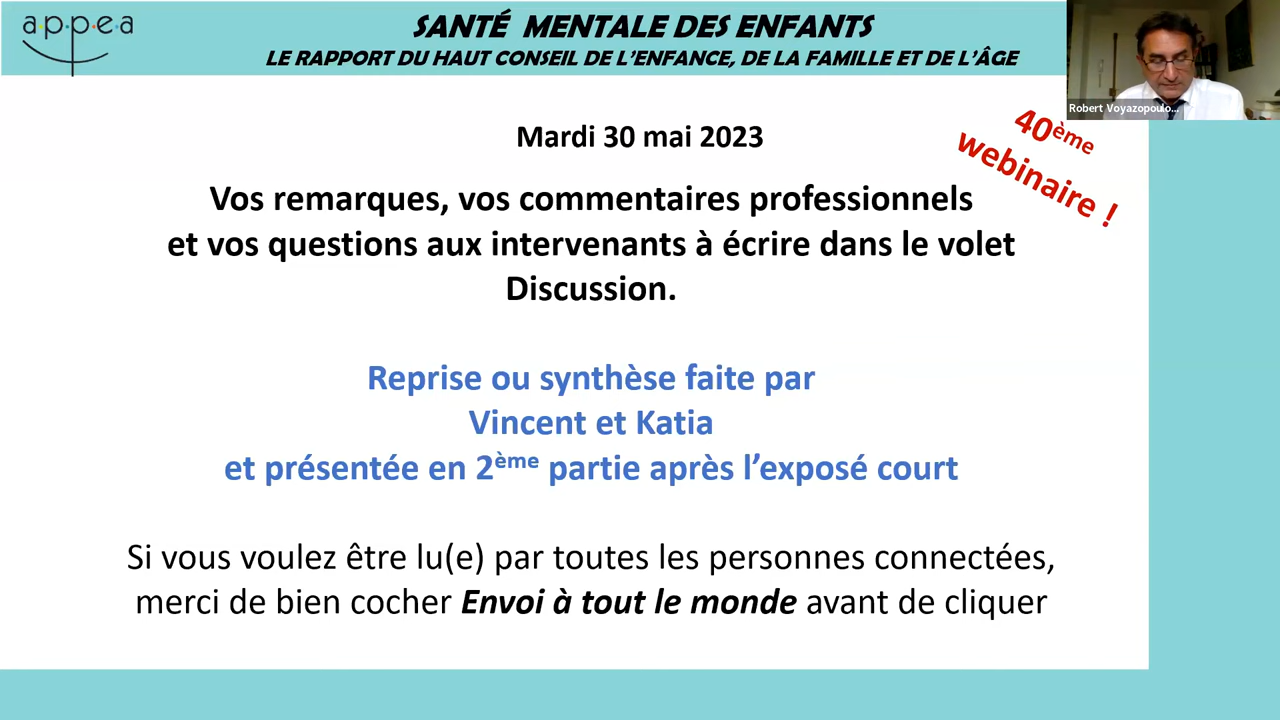 a·p·p·e·a
SANTÉ MENTALE DES ENFANTS
LE RAPPORT DU HAUT CONSEIL DE L’ENFANCE, DE LA FAMILLE ET DE L’ÂGE
Robert Voyazopoulo...
Mardi 30 mai 2023
40ème
webinaire !
Vos remarques, vos commentaires professionnels
et vos questions aux intervenants à écrire dans le volet
Discussion.
Reprise ou synthèse faite par
Vincent et Katia
et présentée en 2ème partie après l’exposé court
Si vous voulez être lu(e) par toutes les personnes connectées,
merci de bien cocher Envoi à tout le monde avant de cliquer